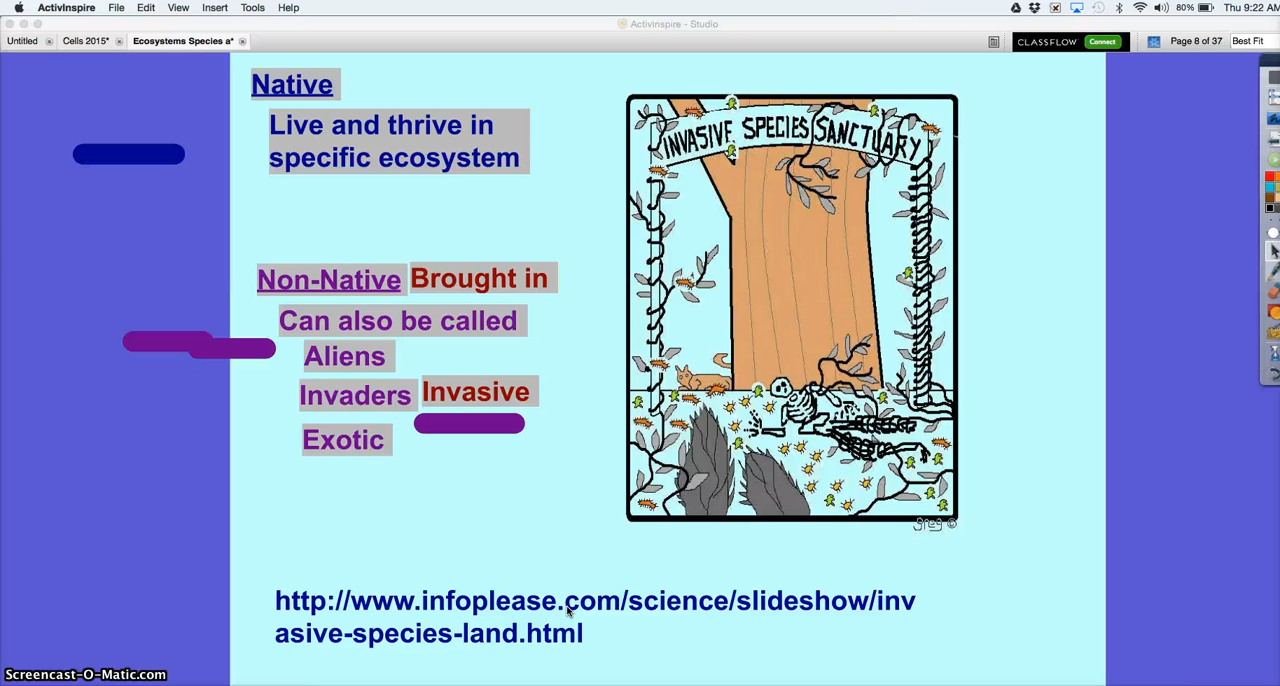 ActivInspire File Edit View Insert Tools Help 80% Thu 9:22 AM
ActivInspire - Studio
Untitled Cells 2015* Ecosystems Species a* CLASSFLOW Connect Page 8 of 37 Best Fit
Native
Live and thrive in
specific ecosystem
INVASIVE SPECIES SANCTUARY
Non-Native Brought in
Can also be called
Aliens
Invaders Invasive
Exotic
greg ©
http://www.infoplease.com/science/slideshow/inv
asive-species-land.html
Screencast-O-Matic.com